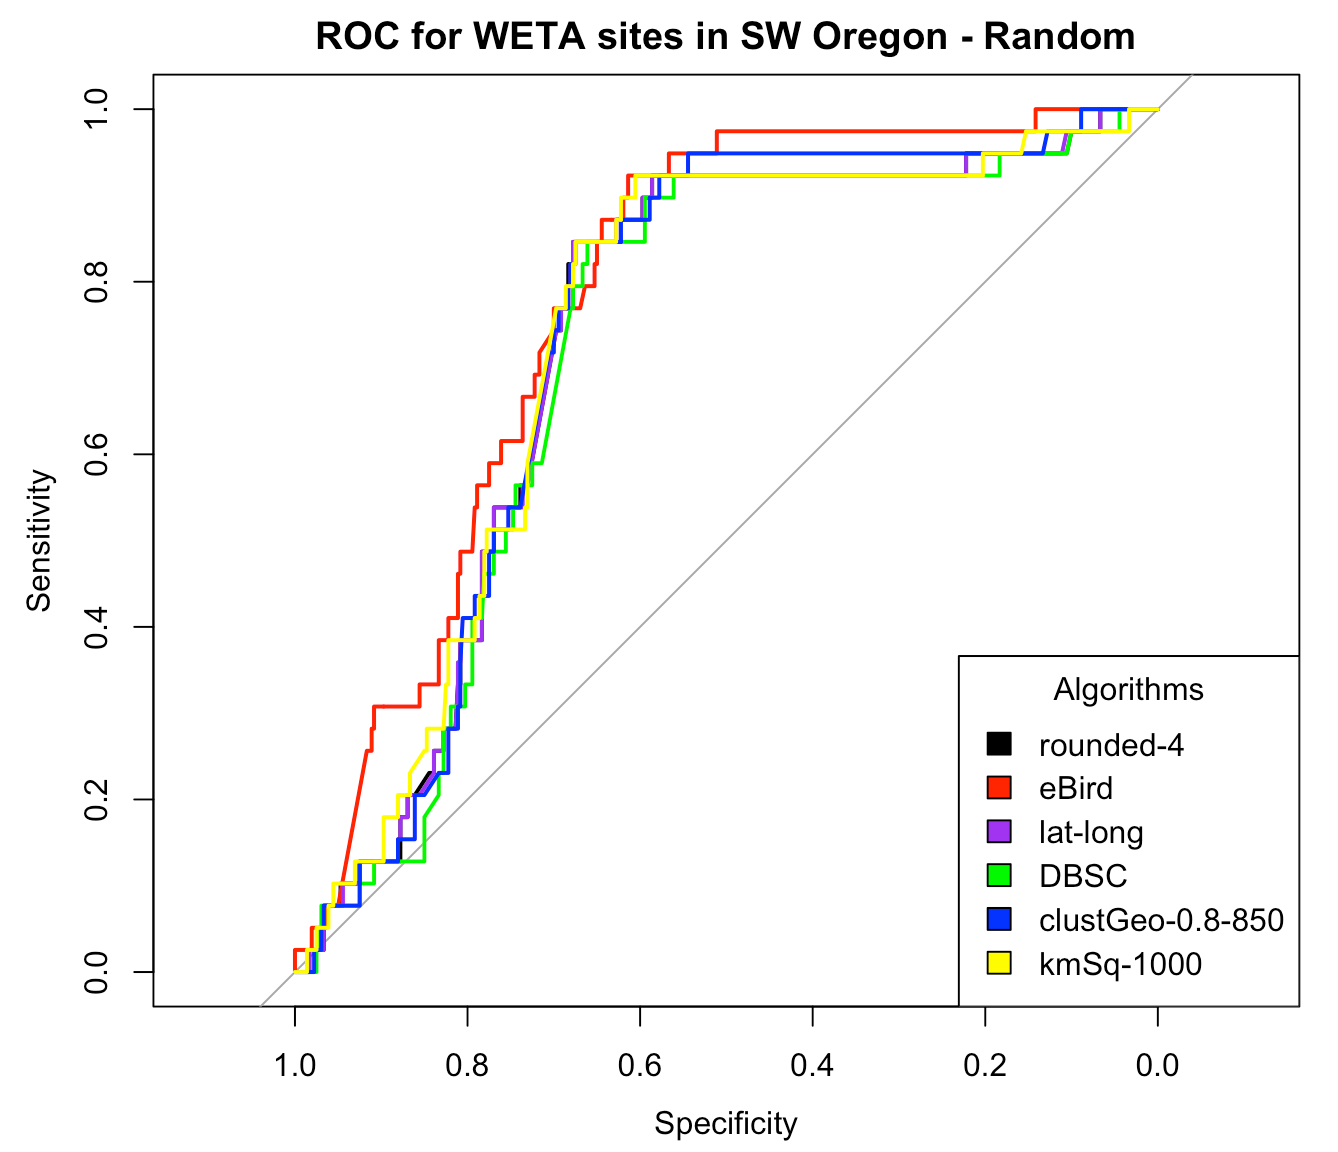 ROC for WETA sites in SW Oregon - Random
Sensitivity
1.0
0.8
0.6
0.4
0.2
0.0
Algorithms
rounded-4
eBird
lat-long
DBSC
clustGeo-0.8-850
kmSq-1000
1.0 0.8 0.6 0.4 0.2 0.0
Specificity